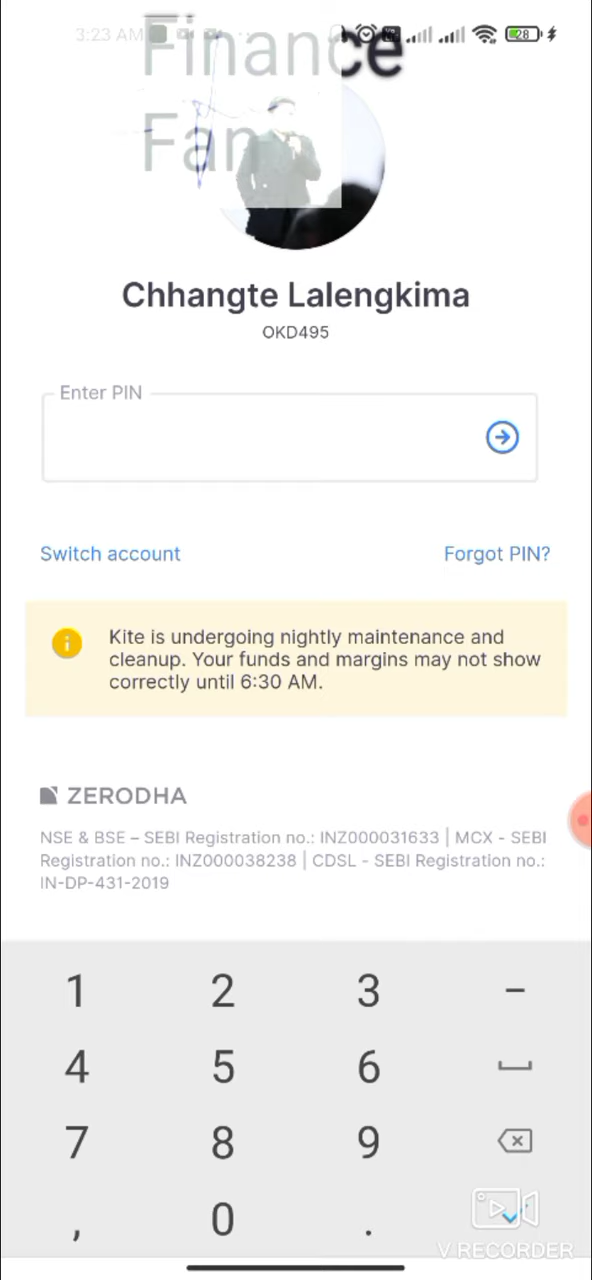 3:23 AM
Finance
Fan
28
Chhangte Lalengkima
OKD495
Enter PIN
Switch account
Forgot PIN?
Kite is undergoing nightly maintenance and
cleanup. Your funds and margins may not show
correctly until 6:30 AM.
ZERODHA
NSE & BSE – SEBI Registration no.: INZ000031633 | MCX - SEBI
Registration no.: INZ000038238 | CDSL - SEBI Registration no.:
IN-DP-431-2019
1 2 3 –
4 5 6
7 8 9
, 0 .
V RECORDER